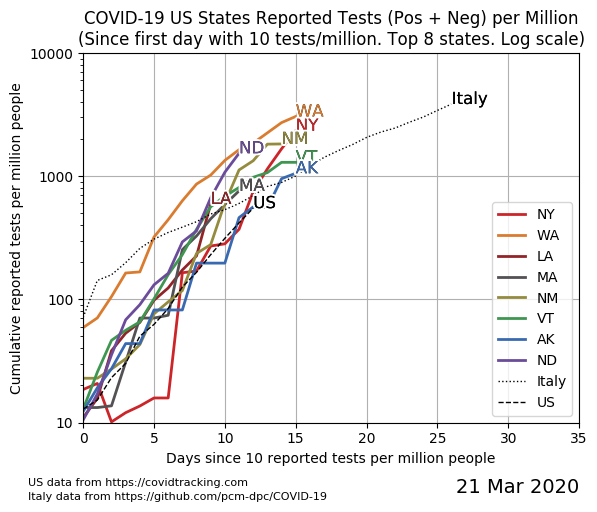 COVID-19 US States Reported Tests (Pos + Neg) per Million
(Since first day with 10 tests/million. Top 8 states. Log scale)
Cumulative reported tests per million people
10000
1000
100
10
Italy
WA
NY
NM
ND
VT
AK
MA
LA
US
NY
WA
LA
MA
NM
VT
AK
ND
Italy
US
0 5 10 15 20 25 30 35
Days since 10 reported tests per million people
US data from https://covidtracking.com
Italy data from https://github.com/pcm-dpc/COVID-19
21 Mar 2020